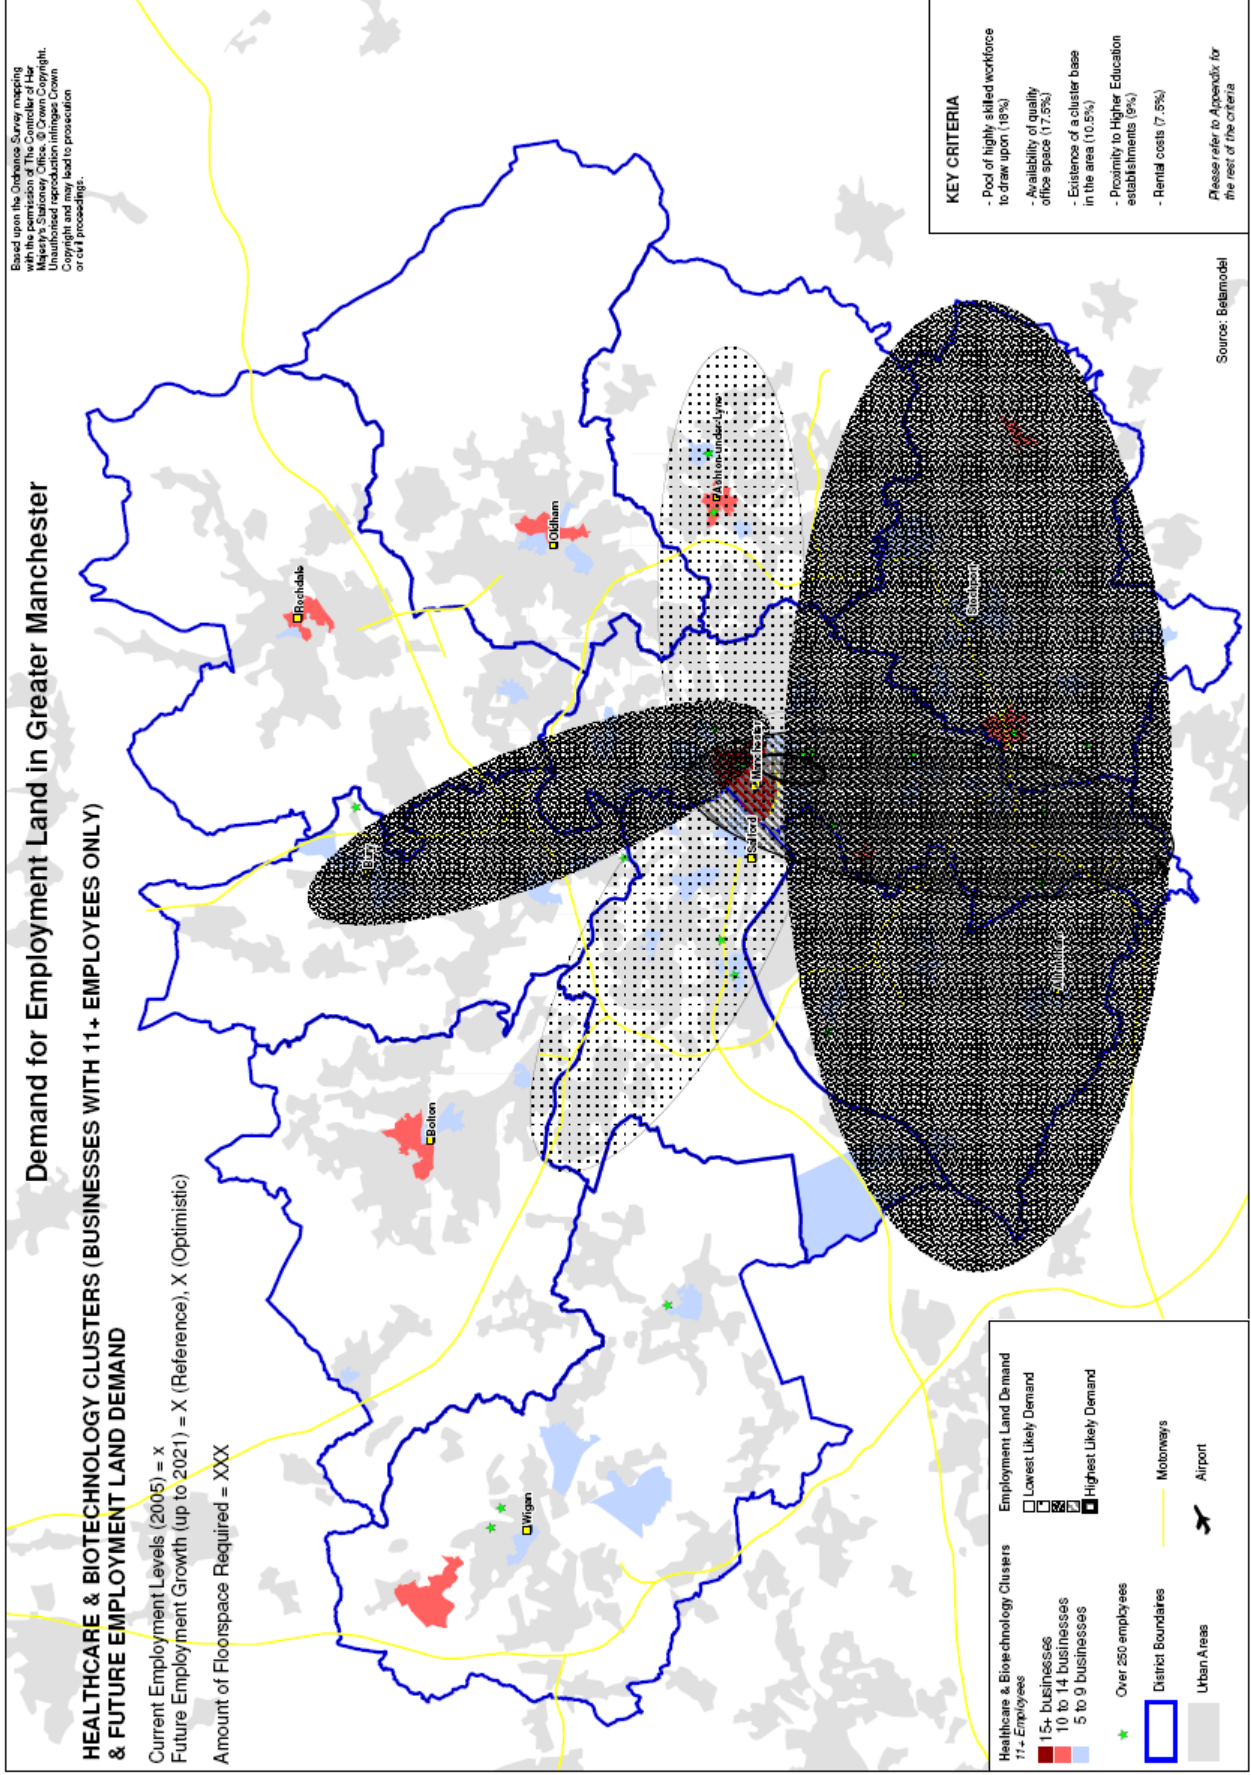 Demand for Employment Land in Greater Manchester
HEALTHCARE & BIOTECHNOLOGY CLUSTERS (BUSINESSES WITH 11+ EMPLOYEES ONLY)
& FUTURE EMPLOYMENT LAND DEMAND
Current Employment Levels (2005) = x
Future Employment Growth (up to 2021) = X (Reference), X (Optimistic)
Amount of Floorspace Required = XXX
Based upon the Ordnance Survey mapping
with the permission of The Controller of Her
Majesty's Stationery Office. © Crown Copyright.
Unauthorised reproduction infringes Crown
Copyright and may lead to prosecution
or civil proceedings.
Rochdale
Bury
Bolton
Oldham
Wigan
Ashton-under-Lyne
Manchester
Salford
Stockport
Altrincham
Healthcare & Biotechnology Clusters
11+ Employees
15+ businesses
10 to 14 businesses
5 to 9 businesses
Over 250 employees
District Boundaries
Urban Areas
Employment Land Demand
Lowest Likely Demand
Highest Likely Demand
Motorways
Airport
Source: Betamodel
KEY CRITERIA
- Pool of highly skilled workforce
to draw upon (18%)
- Availability of quality
office space (17.5%)
- Existence of a cluster base
in the area (10.5%)
- Proximity to Higher Education
establishments (9%)
- Rental costs (7.5%)
Please refer to Appendix for
the rest of the criteria